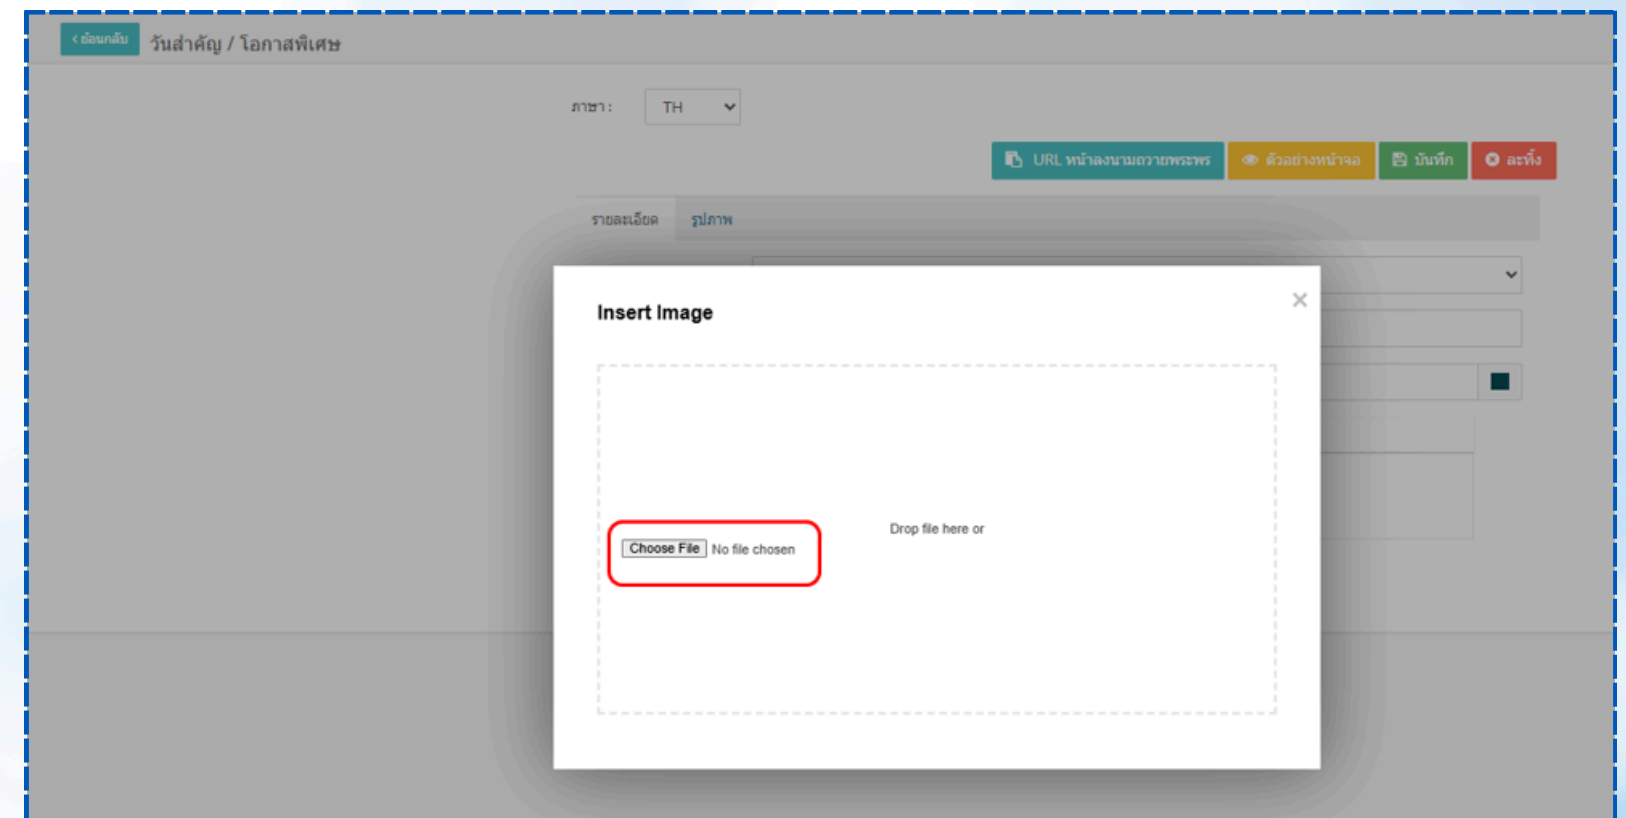 ย้อนกลับ วันสำคัญ / โอกาสพิเศษ
ภาษา : TH
URL หน้าลงนามถวายพระพร ตัวอย่างหน้าจอ บันทึก ละทิ้ง
รายละเอียด รูปภาพ
Insert Image ×
Drop file here or
Choose File No file chosen